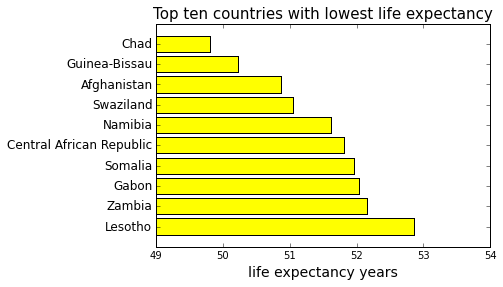 Top ten countries with lowest life expectancy
Chad
Guinea-Bissau
Afghanistan
Swaziland
Namibia
Central African Republic
Somalia
Gabon
Zambia
Lesotho
49 50 51 52 53 54
life expectancy years